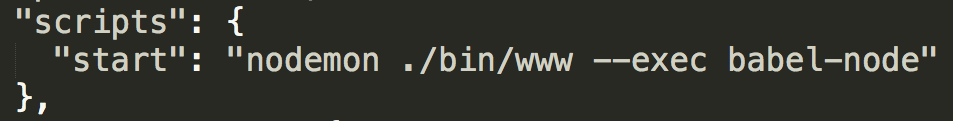 "scripts": {
"start": "nodemon ./bin/www --exec babel-node"
},